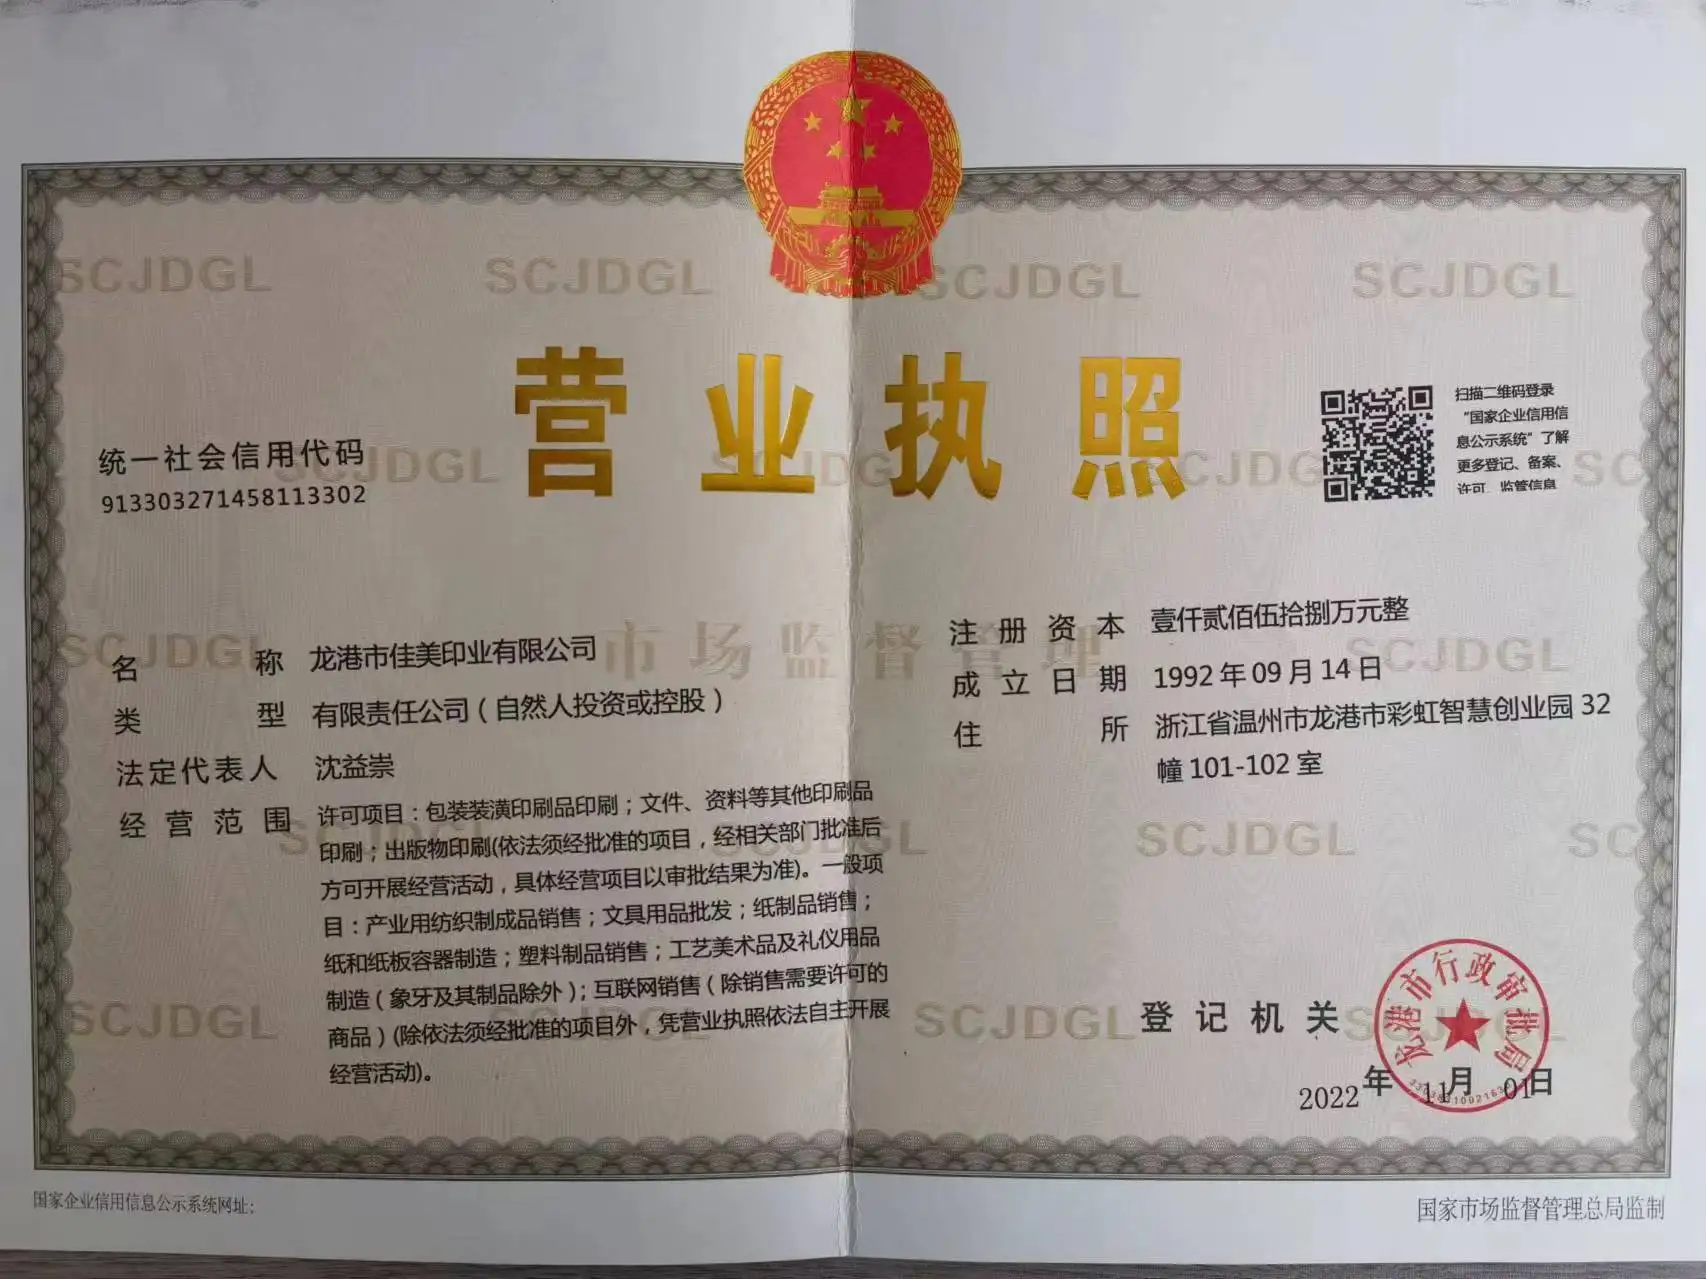 营业执照
统一社会信用代码
913303271458113302
扫描二维码登录
“国家企业信用信
息公示系统”了解
更多登记、备案、
许可、监管信息
名称 龙港市佳美印业有限公司
类型 有限责任公司（自然人投资或控股）
法定代表人 沈益崇
经营范围 许可项目：包装装潢印刷品印刷；文件、资料等其他印刷品
印刷；出版物印刷(依法须经批准的项目，经相关部门批准后
方可开展经营活动，具体经营项目以审批结果为准)。一般项
目：产业用纺织制成品销售；文具用品批发；纸制品销售；
纸和纸板容器制造；塑料制品销售；工艺美术品及礼仪用品
制造（象牙及其制品除外）；互联网销售（除销售需要许可的
商品）(除依法须经批准的项目外，凭营业执照依法自主开展
经营活动)。
注册资本 壹仟贰佰伍拾捌万元整
成立日期 1992年09月14日
住所 浙江省温州市龙港市彩虹智慧创业园32
幢101-102室
登记机关
龙港市行政审批局
2022年11月01日
国家企业信用信息公示系统网址：
国家市场监督管理总局监制
SCJDGL
市场监督管理